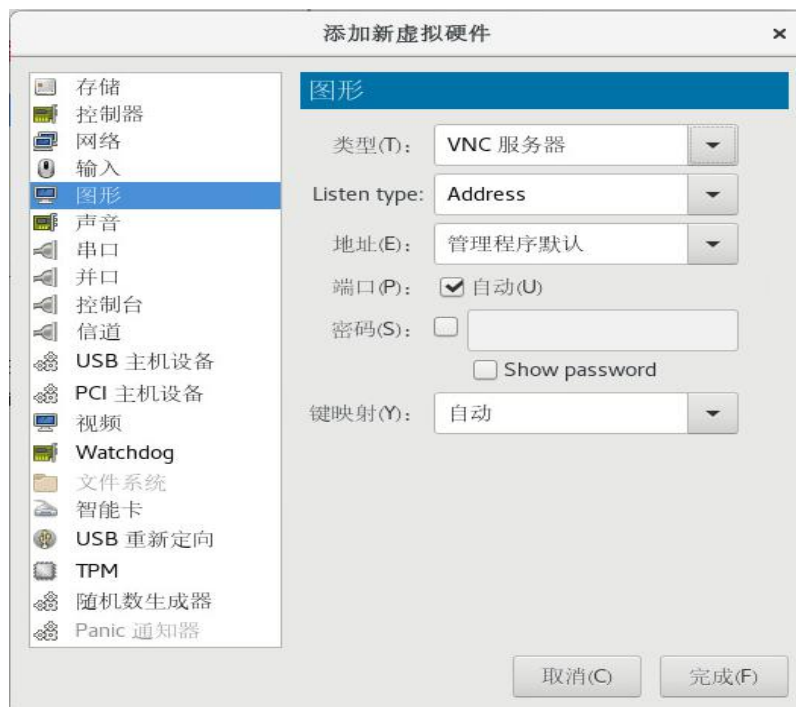 添加新虚拟硬件
存储
控制器
网络
输入
图形
声音
串口
并口
控制台
信道
USB 主机设备
PCI 主机设备
视频
Watchdog
文件系统
智能卡
USB 重新定向
TPM
随机数生成器
Panic 通知器
图形
类型(T)： VNC 服务器
Listen type: Address
地址(E)： 管理程序默认
端口(P)： 自动(U)
密码(S)：
Show password
键映射(Y)： 自动
取消(C) 完成(F)